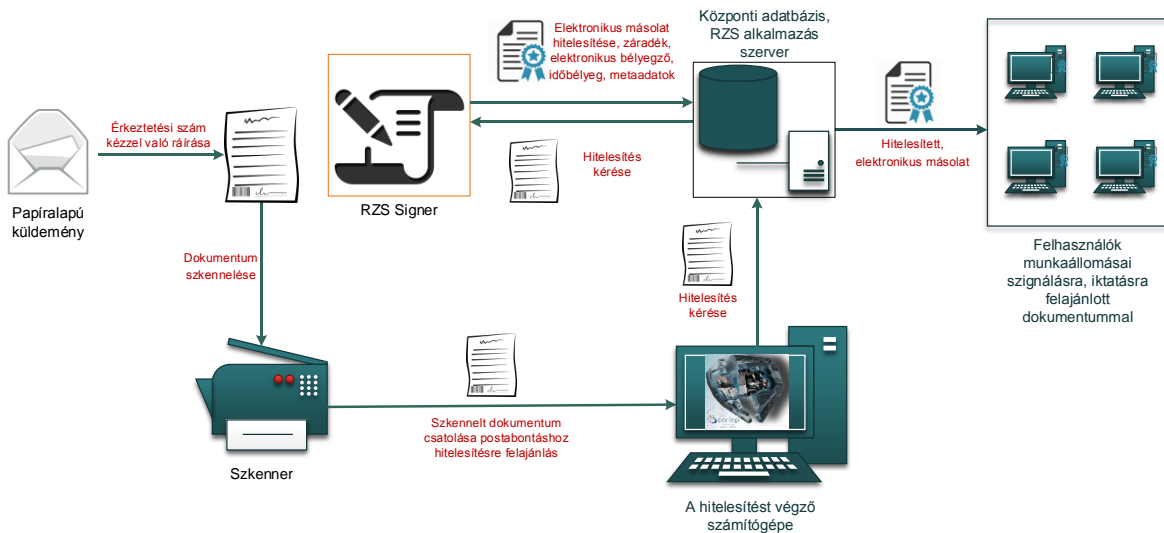 Papíralapú
küldemény
Érkeztetési szám
kézzel való ráírása
Dokumentum
szkennelése
Szkenner
Szkennelt dokumentum
csatolása postabontáshoz
hitelesítésre felajánlás
A hitelesítést végző
számítógépe
Hitelesítés
kérése
Központi adatbázis,
RZS alkalmazás
szerver
Hitelesítés
kérése
RZS Signer
Elektronikus másolat
hitelesítése, záradék,
elektronikus bélyegző,
időbélyeg, metaadatok
Hitelesített,
elektronikus másolat
Felhasználók
munkaállomásai
szignálásra, iktatásra
felajánlott
dokumentummal